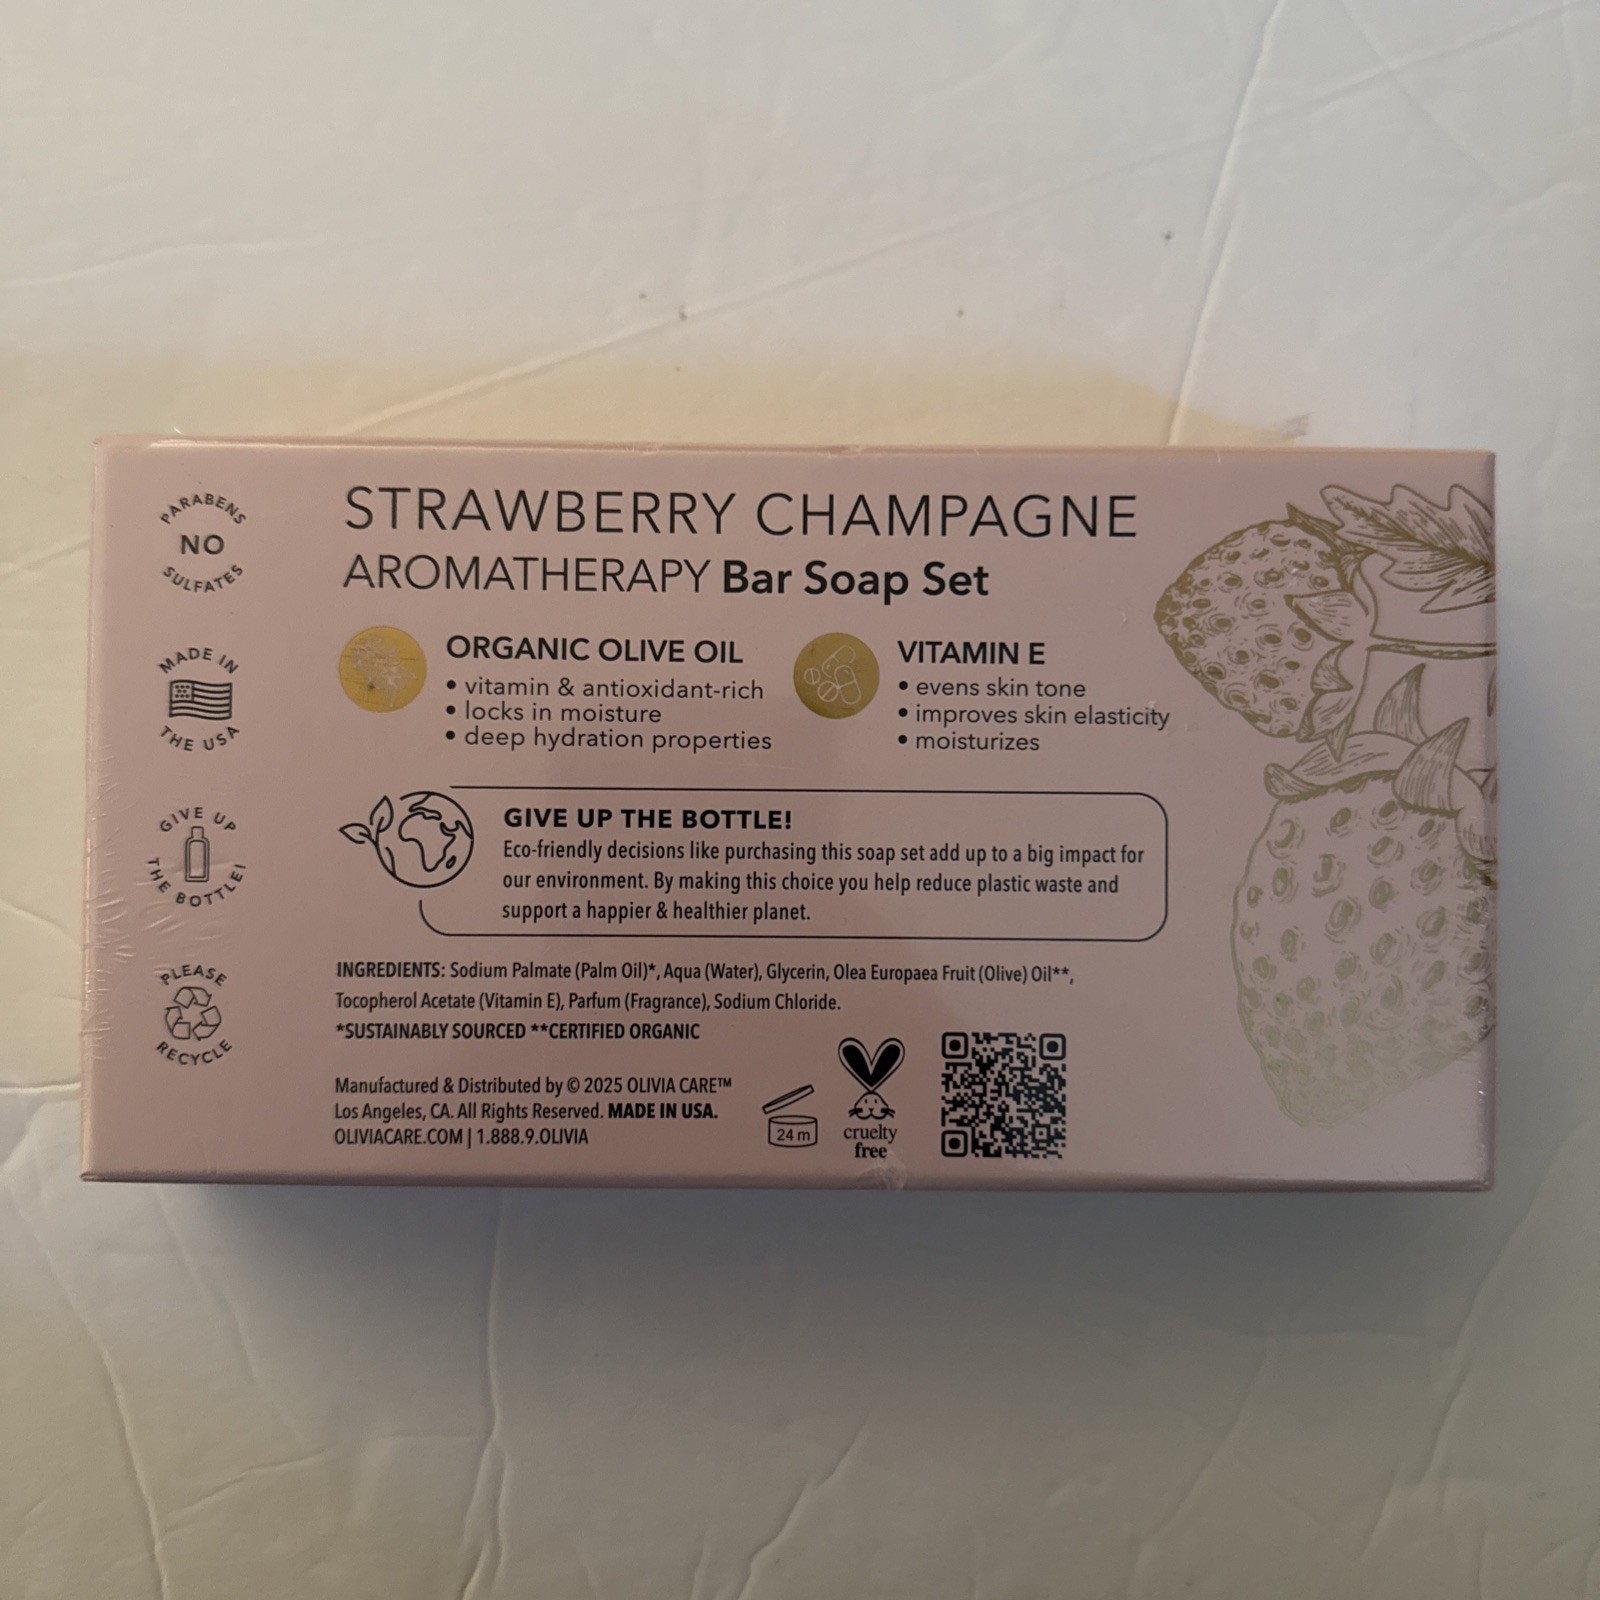 PARABENS
NO
SULFATES
MADE IN
THE USA
GIVE UP
THE BOTTLE!
PLEASE
RECYCLE
STRAWBERRY CHAMPAGNE
AROMATHERAPY Bar Soap Set
ORGANIC OLIVE OIL
• vitamin & antioxidant-rich
• locks in moisture
• deep hydration properties
VITAMIN E
• evens skin tone
• improves skin elasticity
• moisturizes
GIVE UP THE BOTTLE!
Eco-friendly decisions like purchasing this soap set add up to a big impact for
our environment. By making this choice you help reduce plastic waste and
support a happier & healthier planet.
INGREDIENTS: Sodium Palmate (Palm Oil)*, Aqua (Water), Glycerin, Olea Europaea Fruit (Olive) Oil**,
Tocopherol Acetate (Vitamin E), Parfum (Fragrance), Sodium Chloride.
*SUSTAINABLY SOURCED **CERTIFIED ORGANIC
Manufactured & Distributed by © 2025 OLIVIA CARE™
Los Angeles, CA. All Rights Reserved. MADE IN USA.
OLIVIACARE.COM | 1.888.9.OLIVIA
24 m
cruelty
free